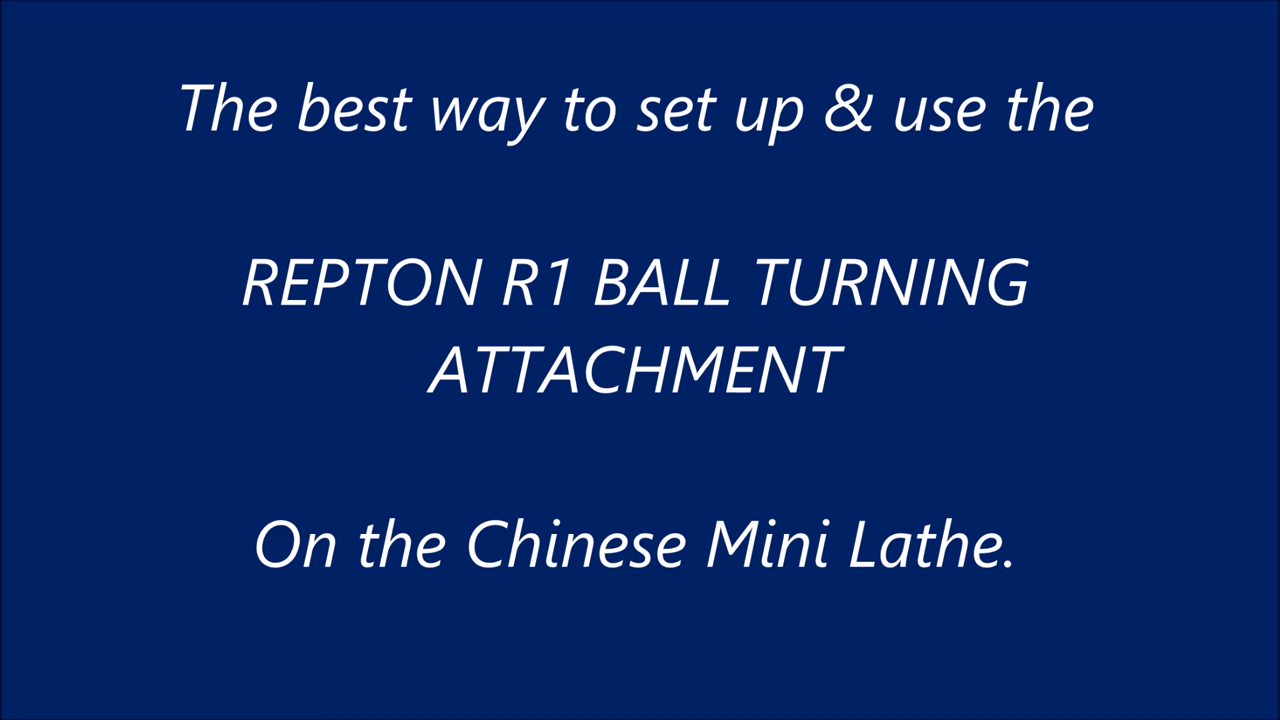 The best way to set up & use the
REPTON R1 BALL TURNING
ATTACHMENT
On the Chinese Mini Lathe.